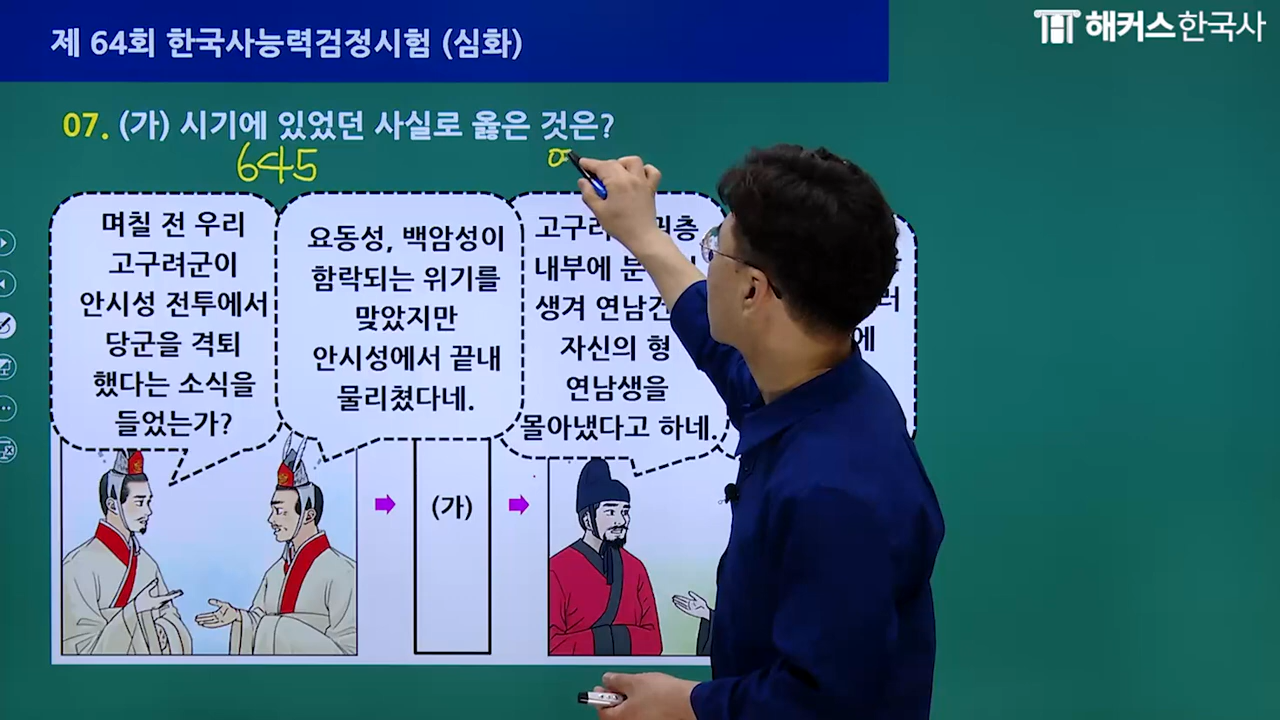 제 64회 한국사능력검정시험 (심화)
해커스한국사
07. (가) 시기에 있었던 사실로 옳은 것은?
645
며칠 전 우리
고구려군이
안시성 전투에서
당군을 격퇴
했다는 소식을
들었는가?
요동성, 백암성이
함락되는 위기를
맞았지만
안시성에서 끝내
물리쳤다네.
내부에
생겨
자신의 형
연남생을
몰아냈다고 하네.
에
(가)